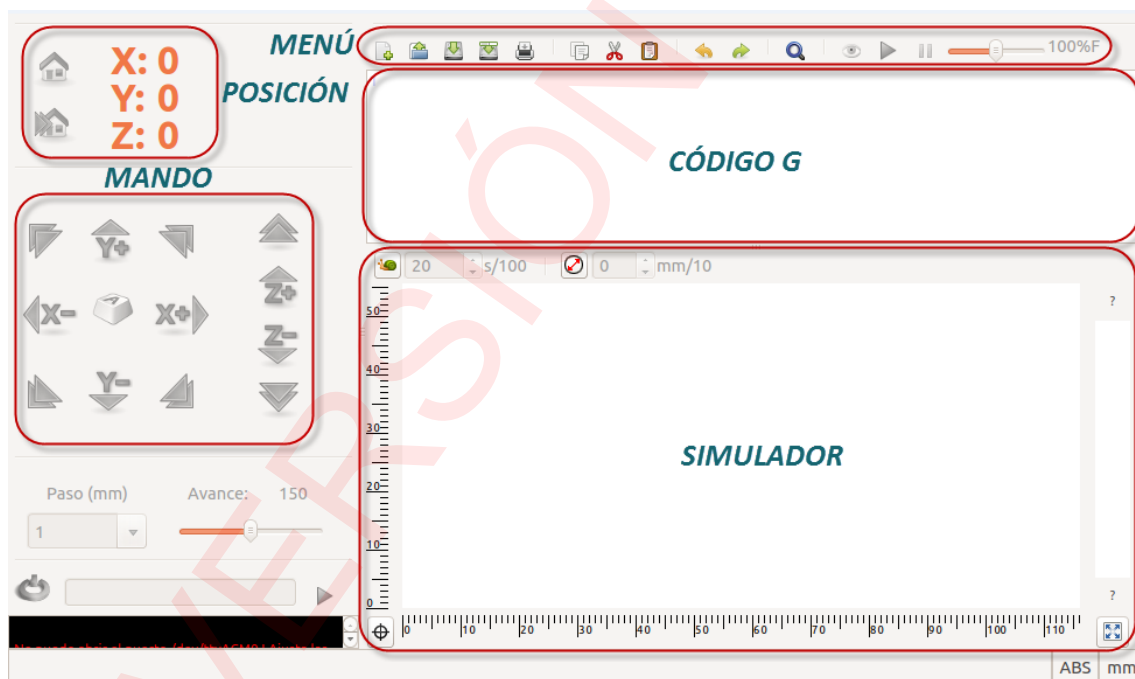 MENÚ
100%F
X: 0
Y: 0
Z: 0
POSICIÓN
CÓDIGO G
MANDO
Y+
X-
X+
Z+
Z-
Y-
20 s/100 0 mm/10
?
50
40
30
20
10
0
SIMULADOR
?
0 10 20 30 40 50 60 70 80 90 100 110
Paso (mm) Avance: 150
1
ABS mm
VERSIÓN